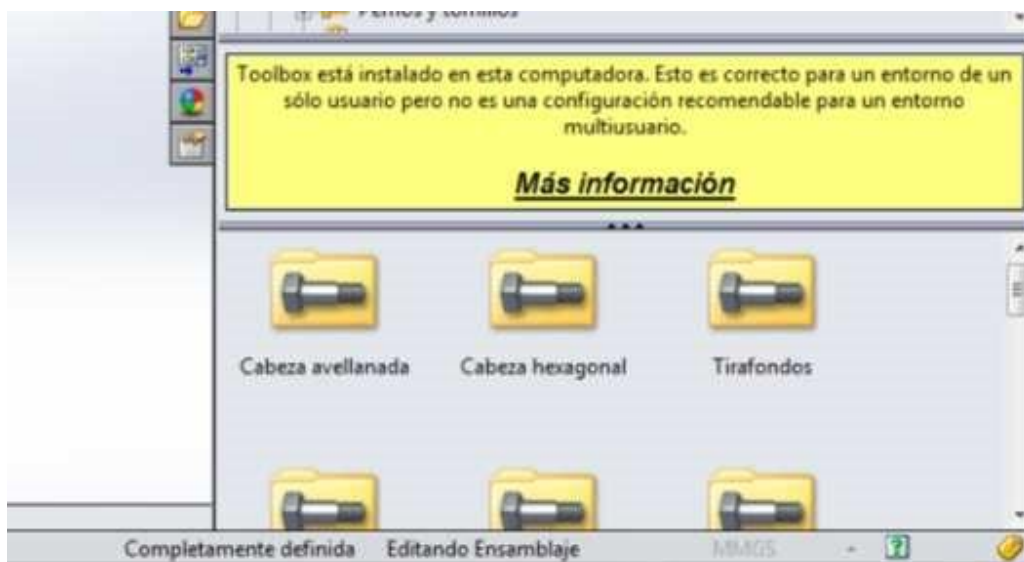 Pernos y tornillos
Toolbox está instalado en esta computadora. Esto es correcto para un entorno de un
sólo usuario pero no es una configuración recomendable para un entorno
multiusuario.
Más información
Cabeza avellanada Cabeza hexagonal Tirafondos
Completamente definida Editando Ensamblaje MMGS